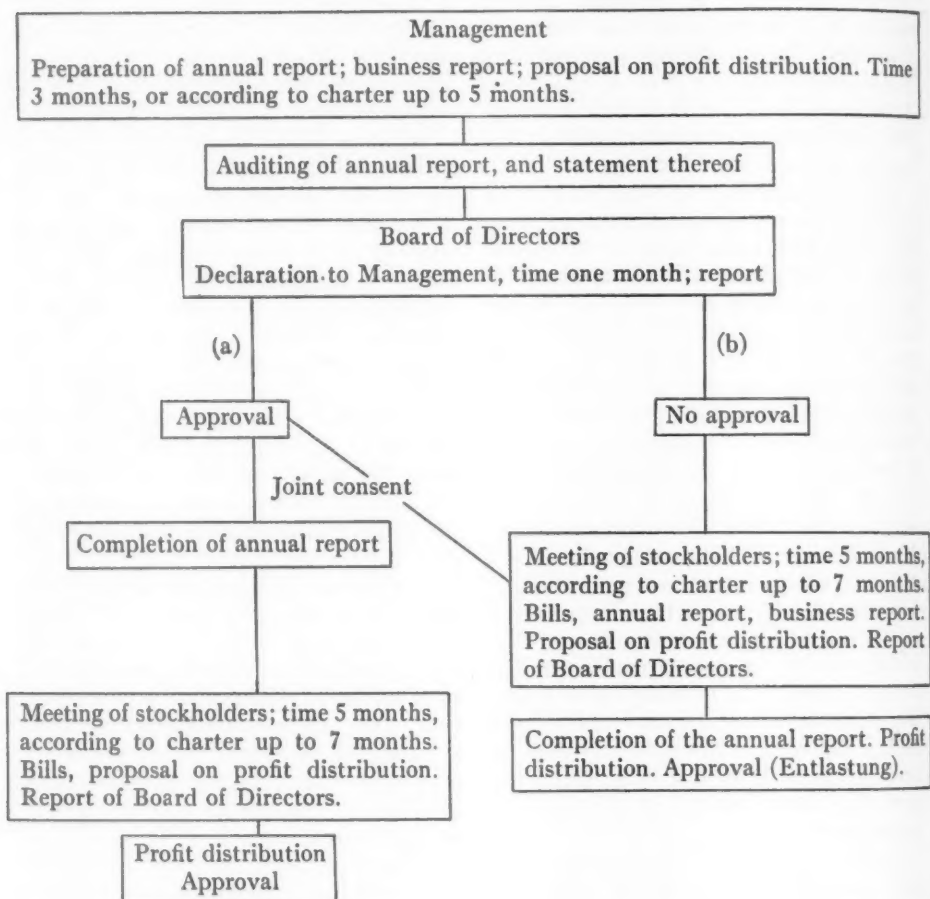 Management
Preparation of annual report; business report; proposal on profit distribution. Time
3 months, or according to charter up to 5 months.
Auditing of annual report, and statement thereof
Board of Directors
Declaration to Management, time one month; report
(a)
(b)
Approval
No approval
Joint consent
Completion of annual report
Meeting of stockholders; time 5 months,
according to charter up to 7 months.
Bills, annual report, business report.
Proposal on profit distribution. Report
of Board of Directors.
Meeting of stockholders; time 5 months,
according to charter up to 7 months.
Bills, proposal on profit distribution.
Report of Board of Directors.
Completion of the annual report. Profit
distribution. Approval (Entlastung).
Profit distribution
Approval